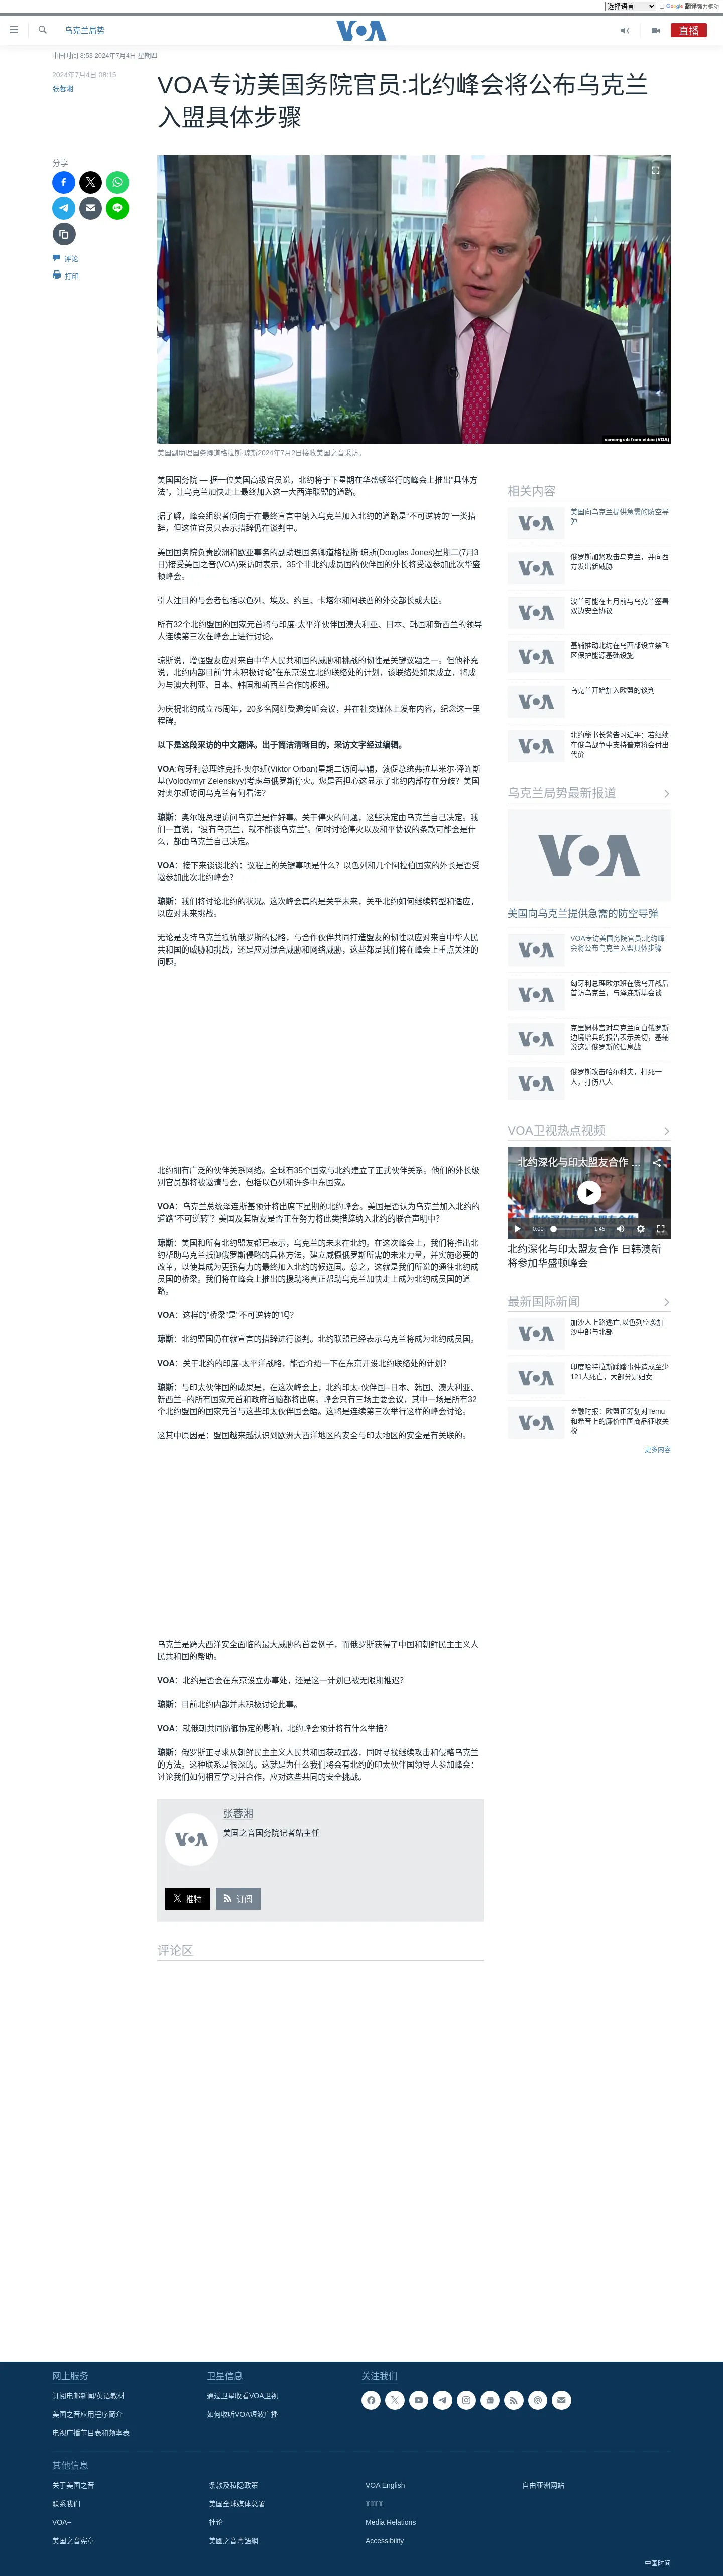 选择语言
由 Google 翻译强力驱动
乌克兰局势
VOA
直播
中国时间 8:53 2024年7月4日 星期四
2024年7月4日 08:15
张蓉湘
VOA专访美国务院官员:北约峰会将公布乌克兰
入盟具体步骤
分享
评论
打印
screengrab from video (VOA)
美国副助理国务卿道格拉斯·琼斯2024年7月2日接收美国之音采访。
美国国务院 — 据一位美国高级官员说，北约将于下星期在华盛顿举行的峰会上推出“具体方
法”，让乌克兰加快走上最终加入这一大西洋联盟的道路。
据了解，峰会组织者倾向于在最终宣言中纳入乌克兰加入北约的道路是“不可逆转的”一类措
辞，但这位官员只表示措辞仍在谈判中。
美国国务院负责欧洲和欧亚事务的副助理国务卿道格拉斯·琼斯(Douglas Jones)星期二(7月3
日)接受美国之音(VOA)采访时表示，35个非北约成员国的伙伴国的外长将受邀参加此次华盛
顿峰会。
引人注目的与会者包括以色列、埃及、约旦、卡塔尔和阿联酋的外交部长或大臣。
所有32个北约盟国的国家元首将与印度-太平洋伙伴国澳大利亚、日本、韩国和新西兰的领导
人连续第三次在峰会上进行讨论。
琼斯说，增强盟友应对来自中华人民共和国的威胁和挑战的韧性是关键议题之一。但他补充
说，北约内部目前“并未积极讨论”在东京设立北约联络处的计划，该联络处如果成立，将成
为与澳大利亚、日本、韩国和新西兰合作的枢纽。
为庆祝北约成立75周年，20多名网红受邀旁听会议，并在社交媒体上发布内容，纪念这一里
程碑。
以下是这段采访的中文翻译。出于简洁清晰目的，采访文字经过编辑。
VOA:匈牙利总理维克托·奥尔班(Viktor Orban)星期二访问基辅，敦促总统弗拉基米尔·泽连斯
基(Volodymyr Zelenskyy)考虑与俄罗斯停火。您是否担心这显示了北约内部存在分歧？美国
对奥尔班访问乌克兰有何看法？
琼斯：奥尔班总理访问乌克兰是件好事。关于停火的问题，这些决定由乌克兰自己决定。我
们一直说，“没有乌克兰，就不能谈乌克兰”。何时讨论停火以及和平协议的条款可能会是什
么，都由乌克兰自己决定。
VOA：接下来谈谈北约：议程上的关键事项是什么？以色列和几个阿拉伯国家的外长是否受
邀参加此次北约峰会？
琼斯：我们将讨论北约的状况。这次峰会真的是关乎未来，关乎北约如何继续转型和适应，
以应对未来挑战。
无论是支持乌克兰抵抗俄罗斯的侵略，与合作伙伴共同打造盟友的韧性以应对来自中华人民
共和国的威胁和挑战，还是应对混合威胁和网络威胁，这些都是我们将在峰会上重点关注的
问题。
北约拥有广泛的伙伴关系网络。全球有35个国家与北约建立了正式伙伴关系。他们的外长级
别官员都将被邀请与会，包括以色列和许多中东国家。
VOA：乌克兰总统泽连斯基预计将出席下星期的北约峰会。美国是否认为乌克兰加入北约的
道路“不可逆转”？美国及其盟友是否正在努力将此类措辞纳入北约的联合声明中？
琼斯：美国和所有北约盟友都已表示，乌克兰的未来在北约。在这次峰会上，我们将推出北
约帮助乌克兰抵御俄罗斯侵略的具体方法，建立威慑俄罗斯所需的未来力量，并实施必要的
改革，以使其成为更强有力的最终加入北约的候选国。总之，这就是我们所说的通往北约成
员国的桥梁。我们将在峰会上推出的援助将真正帮助乌克兰加快走上成为北约成员国的道
路。
VOA：这样的“桥梁”是“不可逆转的”吗？
琼斯：北约盟国仍在就宣言的措辞进行谈判。北约联盟已经表示乌克兰将成为北约成员国。
VOA：关于北约的印度-太平洋战略，能否介绍一下在东京开设北约联络处的计划？
琼斯：与印太伙伴国的成果是，在这次峰会上，北约印太-伙伴国--日本、韩国、澳大利亚、
新西兰--的所有国家元首和政府首脑都将出席。峰会只有三场主要会议，其中一场是所有32
个北约盟国的国家元首与这些印太伙伴国会晤。这将是连续第三次举行这样的峰会讨论。
这其中原因是：盟国越来越认识到欧洲大西洋地区的安全与印太地区的安全是有关联的。
乌克兰是跨大西洋安全面临的最大威胁的首要例子，而俄罗斯获得了中国和朝鲜民主主义人
民共和国的帮助。
VOA：北约是否会在东京设立办事处，还是这一计划已被无限期推迟？
琼斯：目前北约内部并未积极讨论此事。
VOA：就俄朝共同防御协定的影响，北约峰会预计将有什么举措？
琼斯：俄罗斯正寻求从朝鲜民主主义人民共和国获取武器，同时寻找继续攻击和侵略乌克兰
的方法。这种联系是很深的。这就是为什么我们将会有北约的印太伙伴国领导人参加峰会：
讨论我们如何相互学习并合作，应对这些共同的安全挑战。
VOA
张蓉湘
美国之音国务院记者站主任
推特
订阅
评论区
相关内容
美国向乌克兰提供急需的防空导
弹
俄罗斯加紧攻击乌克兰，并向西
方发出新威胁
波兰可能在七月前与乌克兰签署
双边安全协议
基辅推动北约在乌西部设立禁飞
区保护能源基础设施
乌克兰开始加入欧盟的谈判
北约秘书长警告习近平：若继续
在俄乌战争中支持普京将会付出
代价
乌克兰局势最新报道
VOA
美国向乌克兰提供急需的防空导弹
VOA专访美国务院官员:北约峰
会将公布乌克兰入盟具体步骤
匈牙利总理欧尔班在俄乌开战后
首访乌克兰，与泽连斯基会谈
克里姆林宫对乌克兰向白俄罗斯
边境增兵的报告表示关切，基辅
说这是俄罗斯的信息战
俄罗斯攻击哈尔科夫，打死一
人，打伤八人
VOA卫视热点视频
北约深化与印太盟友合作 ...
0:00
1:45
北约深化与印太盟友合作 日韩澳新
将参加华盛顿峰会
最新国际新闻
加沙人上路逃亡,以色列空袭加
沙中部与北部
印度哈特拉斯踩踏事件造成至少
121人死亡，大部分是妇女
金融时报：欧盟正筹划对Temu
和希音上的廉价中国商品征收关
税
更多内容
网上服务
订阅电邮新闻/英语教材
美国之音应用程序简介
电视广播节目表和频率表
卫星信息
通过卫星收看VOA卫视
如何收听VOA短波广播
关注我们
其他信息
关于美国之音
条款及私隐政策
VOA English
自由亚洲网站
联系我们
美国全球媒体总署
VOA+
社论
Media Relations
美国之音宪章
美國之音粵語網
Accessibility
中国时间